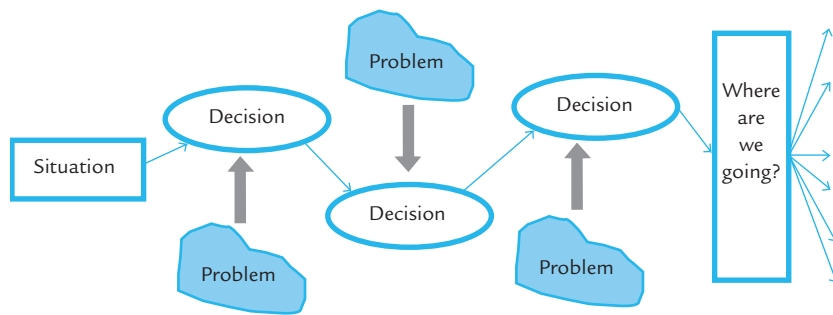 Situation
Decision
Problem
Problem
Decision
Decision
Problem
Where
are
we
going?